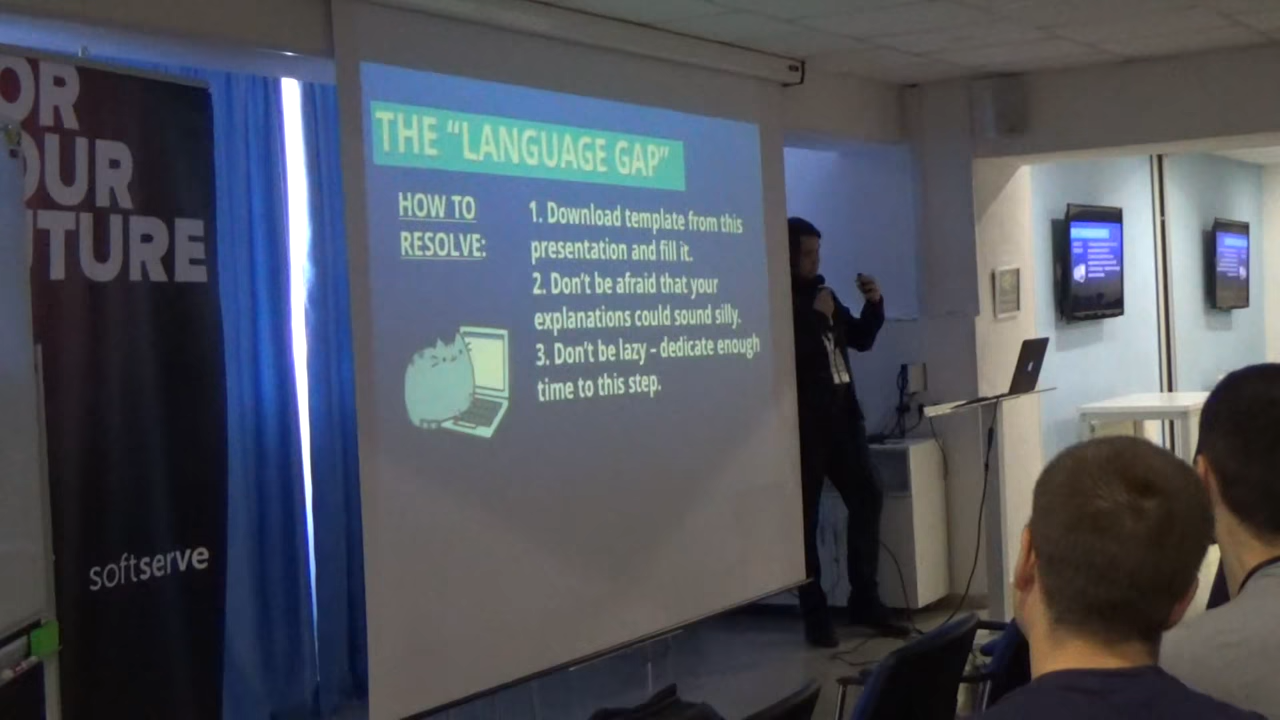 OR
OUR
TURE
softserve
THE “LANGUAGE GAP”
HOW TO
RESOLVE:
1. Download template from this
presentation and fill it.
2. Don’t be afraid that your
explanations could sound silly.
3. Don’t be lazy – dedicate enough
time to this step.